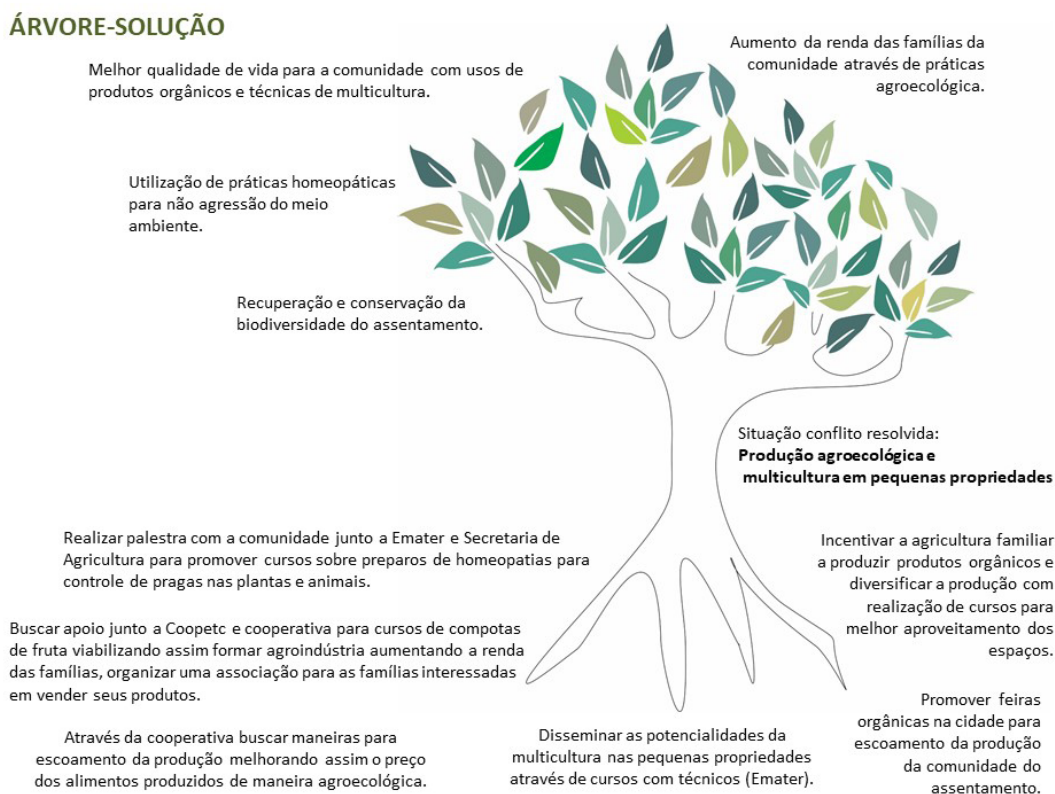 ÁRVORE-SOLUÇÃO
Melhor qualidade de vida para a comunidade com usos de
produtos orgânicos e técnicas de multicultura.
Aumento da renda das famílias da
comunidade através de práticas
agroecológica.
Utilização de práticas homeopáticas
para não agressão do meio
ambiente.
Recuperação e conservação da
biodiversidade do assentamento.
Situação conflito resolvida:
Produção agroecológica e
multicultura em pequenas propriedades
Realizar palestra com a comunidade junto a Emater e Secretaria de
Agricultura para promover cursos sobre preparos de homeopatias para
controle de pragas nas plantas e animais.
Incentivar a agricultura familiar
a produzir produtos orgânicos e
diversificar a produção com
realização de cursos para
melhor aproveitamento dos
espaços.
Buscar apoio junto a Coopetc e cooperativa para cursos de compotas
de fruta viabilizando assim formar agroindústria aumentando a renda
das famílias, organizar uma associação para as famílias interessadas
em vender seus produtos.
Através da cooperativa buscar maneiras para
escoamento da produção melhorando assim o preço
dos alimentos produzidos de maneira agroecológica.
Disseminar as potencialidades da
multicultura nas pequenas propriedades
através de cursos com técnicos (Emater).
Promover feiras
orgânicas na cidade para
escoamento da produção
da comunidade do
assentamento.